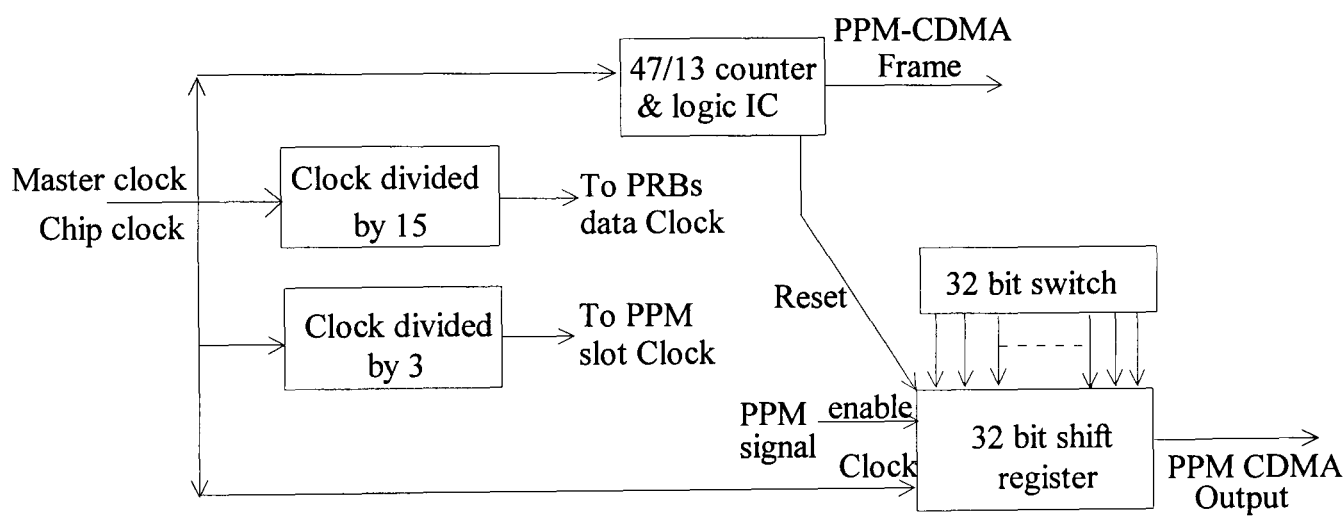 PPM-CDMA
Frame
47/13 counter
& logic IC
Master clock
Chip clock
Clock divided
by 15
To PRBs
data Clock
Clock divided
by 3
To PPM
slot Clock
Reset
32 bit switch
PPM
signal
enable
Clock
32 bit shift
register
PPM CDMA
Output